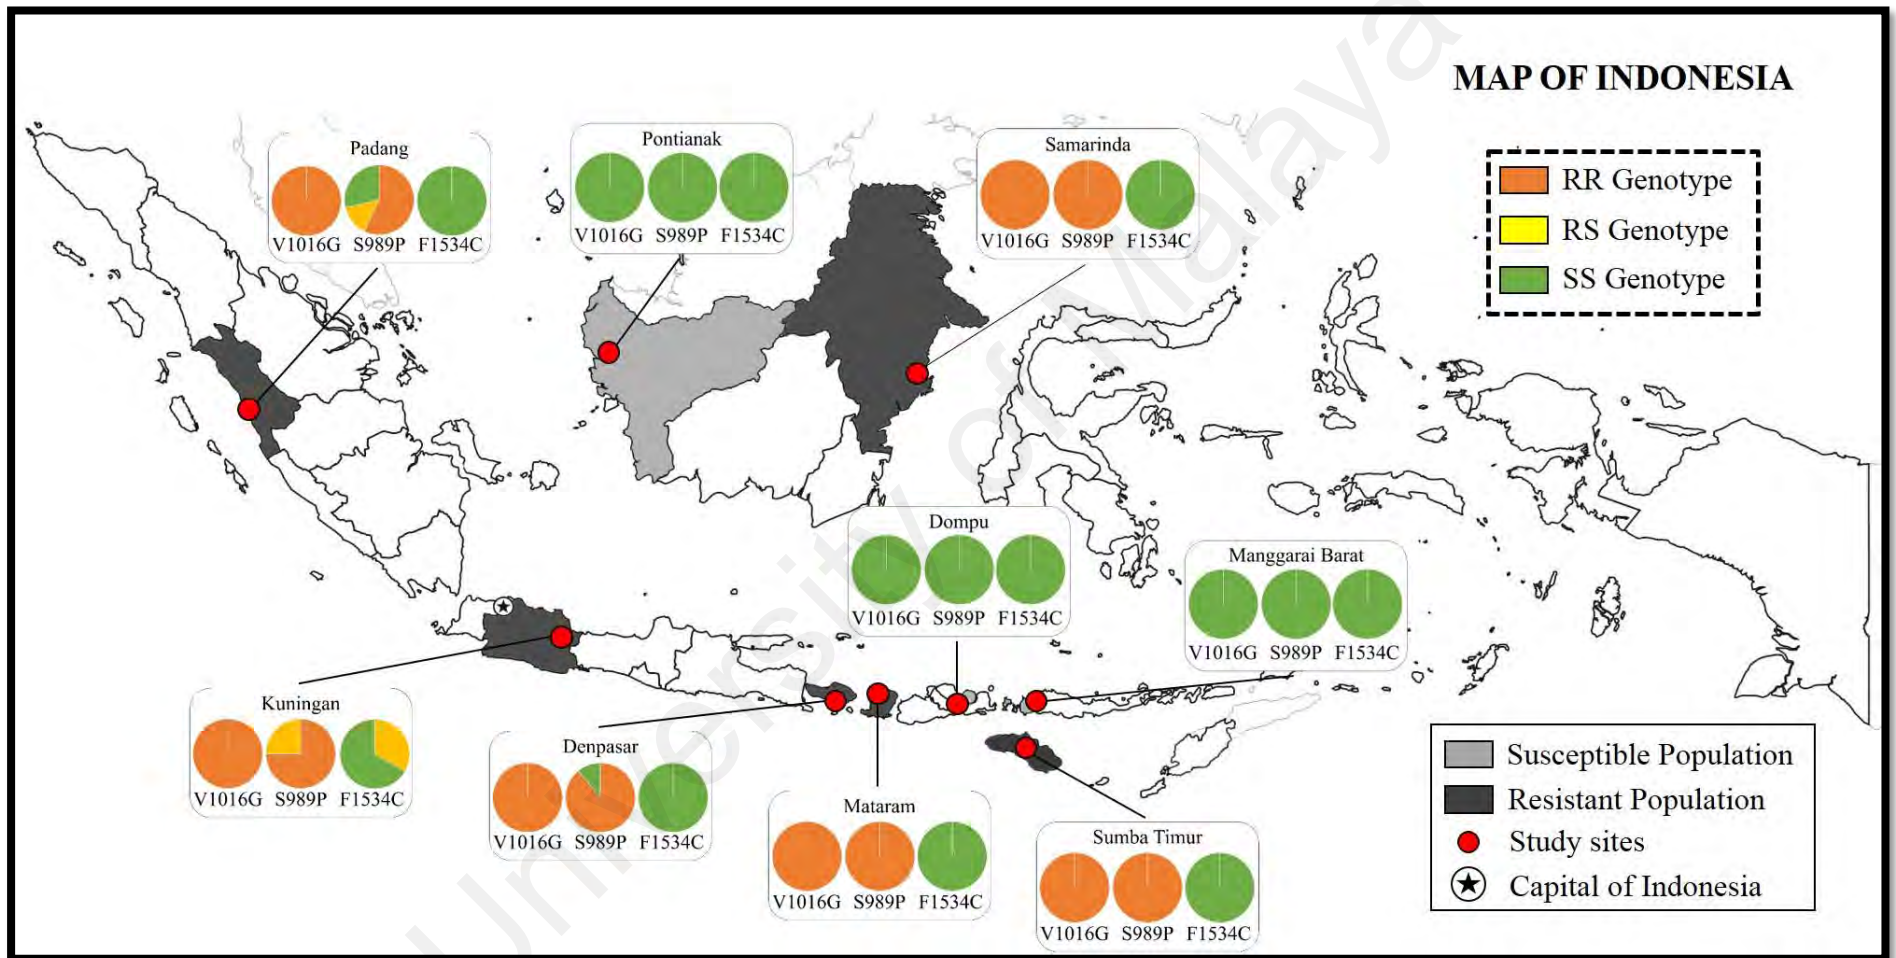 MAP OF INDONESIA
RR Genotype
RS Genotype
SS Genotype
Padang
V1016G S989P F1534C
Pontianak
V1016G S989P F1534C
Samarinda
V1016G S989P F1534C
Dompu
V1016G S989P F1534C
Manggarai Barat
V1016G S989P F1534C
Kuningan
V1016G S989P F1534C
Denpasar
V1016G S989P F1534C
Mataram
V1016G S989P F1534C
Sumba Timur
V1016G S989P F1534C
Susceptible Population
Resistant Population
Study sites
Capital of Indonesia
University of Malaya